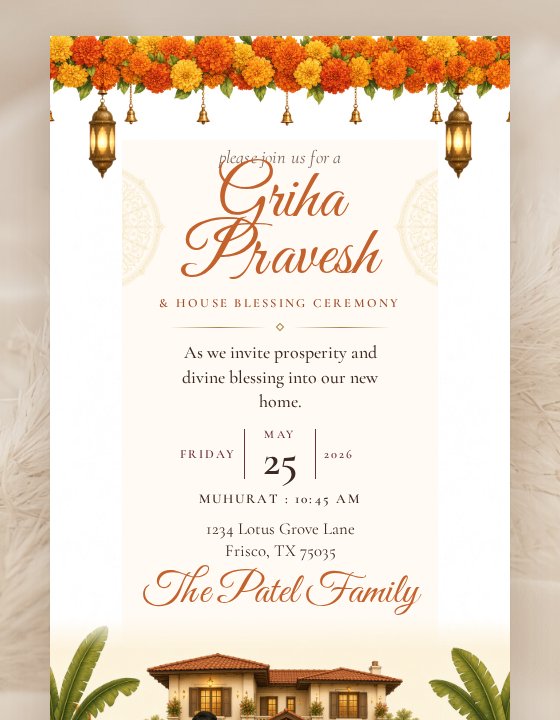 please join us for a
Griha
Pravesh
& HOUSE BLESSING CEREMONY
As we invite prosperity and
divine blessing into our new
home.
MAY
FRIDAY 25 2026
MUHURAT : 10:45 AM
1234 Lotus Grove Lane
Frisco, TX 75035
The Patel Family